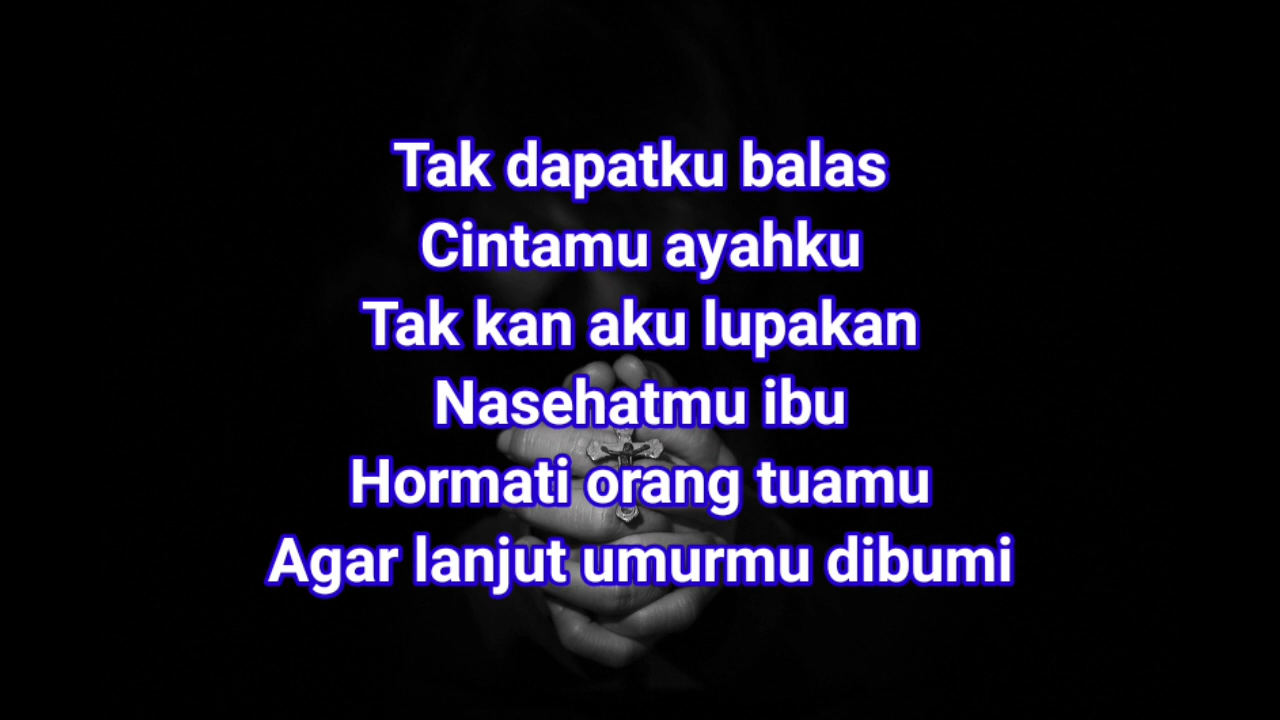 Tak dapatku balas
Cintamu ayahku
Tak kan aku lupakan
Nasehatmu ibu
Hormati orang tuamu
Agar lanjut umurmu dibumi